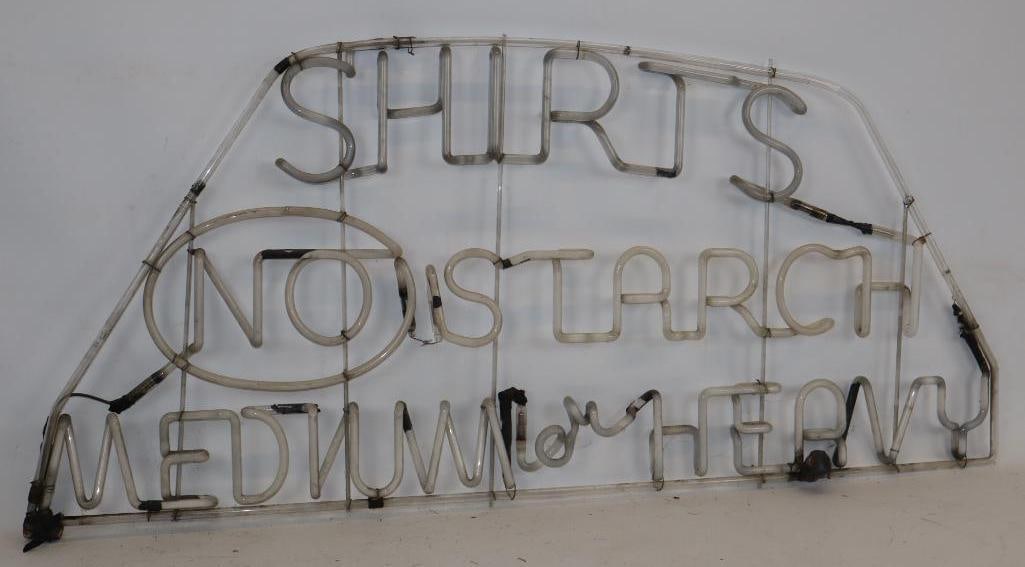 SHIRTS
NO STARCH
MEDIUM or HEAVY